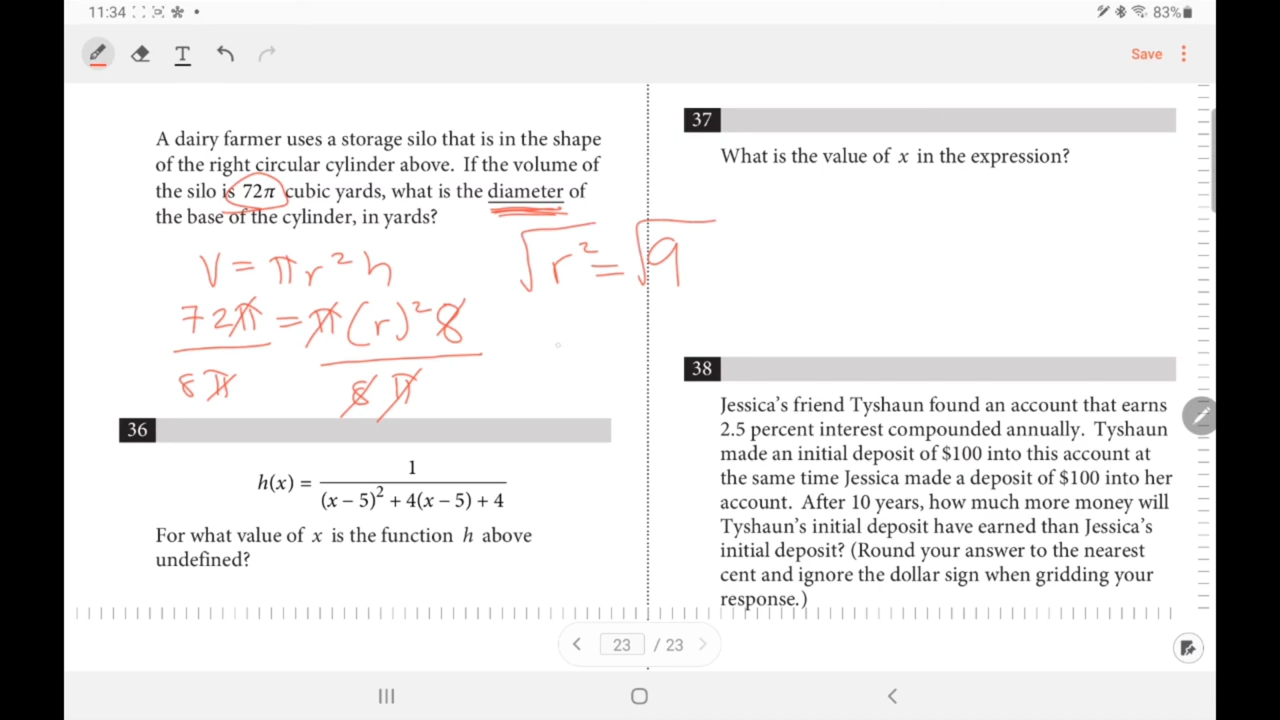 11:34
83%
T
Save
A dairy farmer uses a storage silo that is in the shape
of the right circular cylinder above. If the volume of
the silo is 72π cubic yards, what is the diameter of
the base of the cylinder, in yards?
V = πr²h
72π = π(r)²8
8π 8π
√r² = √9
36
h(x) = 1 / (x − 5)² + 4(x − 5) + 4
For what value of x is the function h above
undefined?
37
What is the value of x in the expression?
38
Jessica's friend Tyshaun found an account that earns
2.5 percent interest compounded annually. Tyshaun
made an initial deposit of $100 into this account at
the same time Jessica made a deposit of $100 into her
account. After 10 years, how much more money will
Tyshaun's initial deposit have earned than Jessica's
initial deposit? (Round your answer to the nearest
cent and ignore the dollar sign when gridding your
response.)
23 / 23